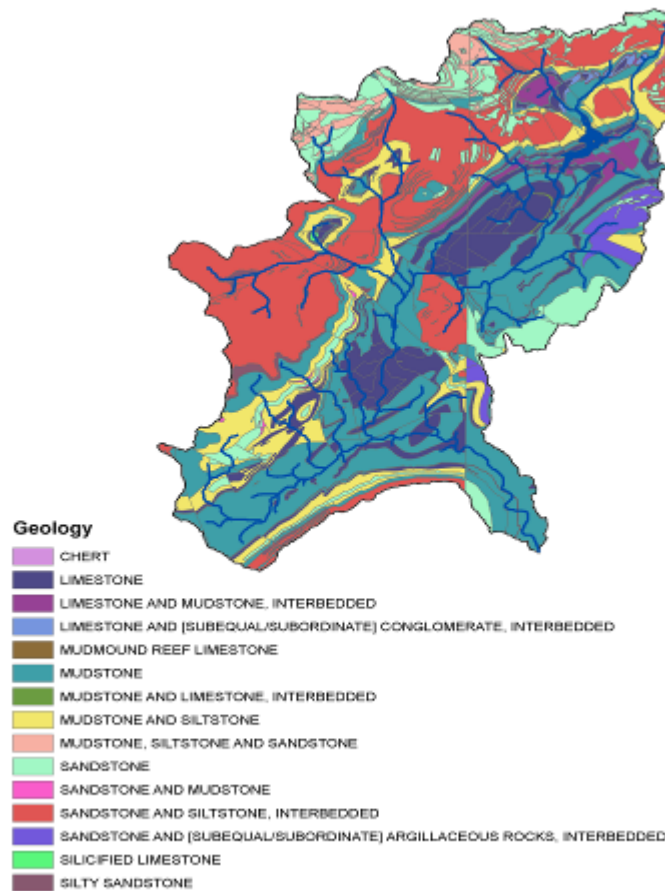 Geology
CHERT
LIMESTONE
LIMESTONE AND MUDSTONE, INTERBEDDED
LIMESTONE AND [SUBEQUAL/SUBORDINATE] CONGLOMERATE, INTERBEDDED
MUDMOUND REEF LIMESTONE
MUDSTONE
MUDSTONE AND LIMESTONE, INTERBEDDED
MUDSTONE AND SILTSTONE
MUDSTONE, SILTSTONE AND SANDSTONE
SANDSTONE
SANDSTONE AND MUDSTONE
SANDSTONE AND SILTSTONE, INTERBEDDED
SANDSTONE AND [SUBEQUAL/SUBORDINATE] ARGILLACEOUS ROCKS, INTERBEDDED
SILICIFIED LIMESTONE
SILTY SANDSTONE